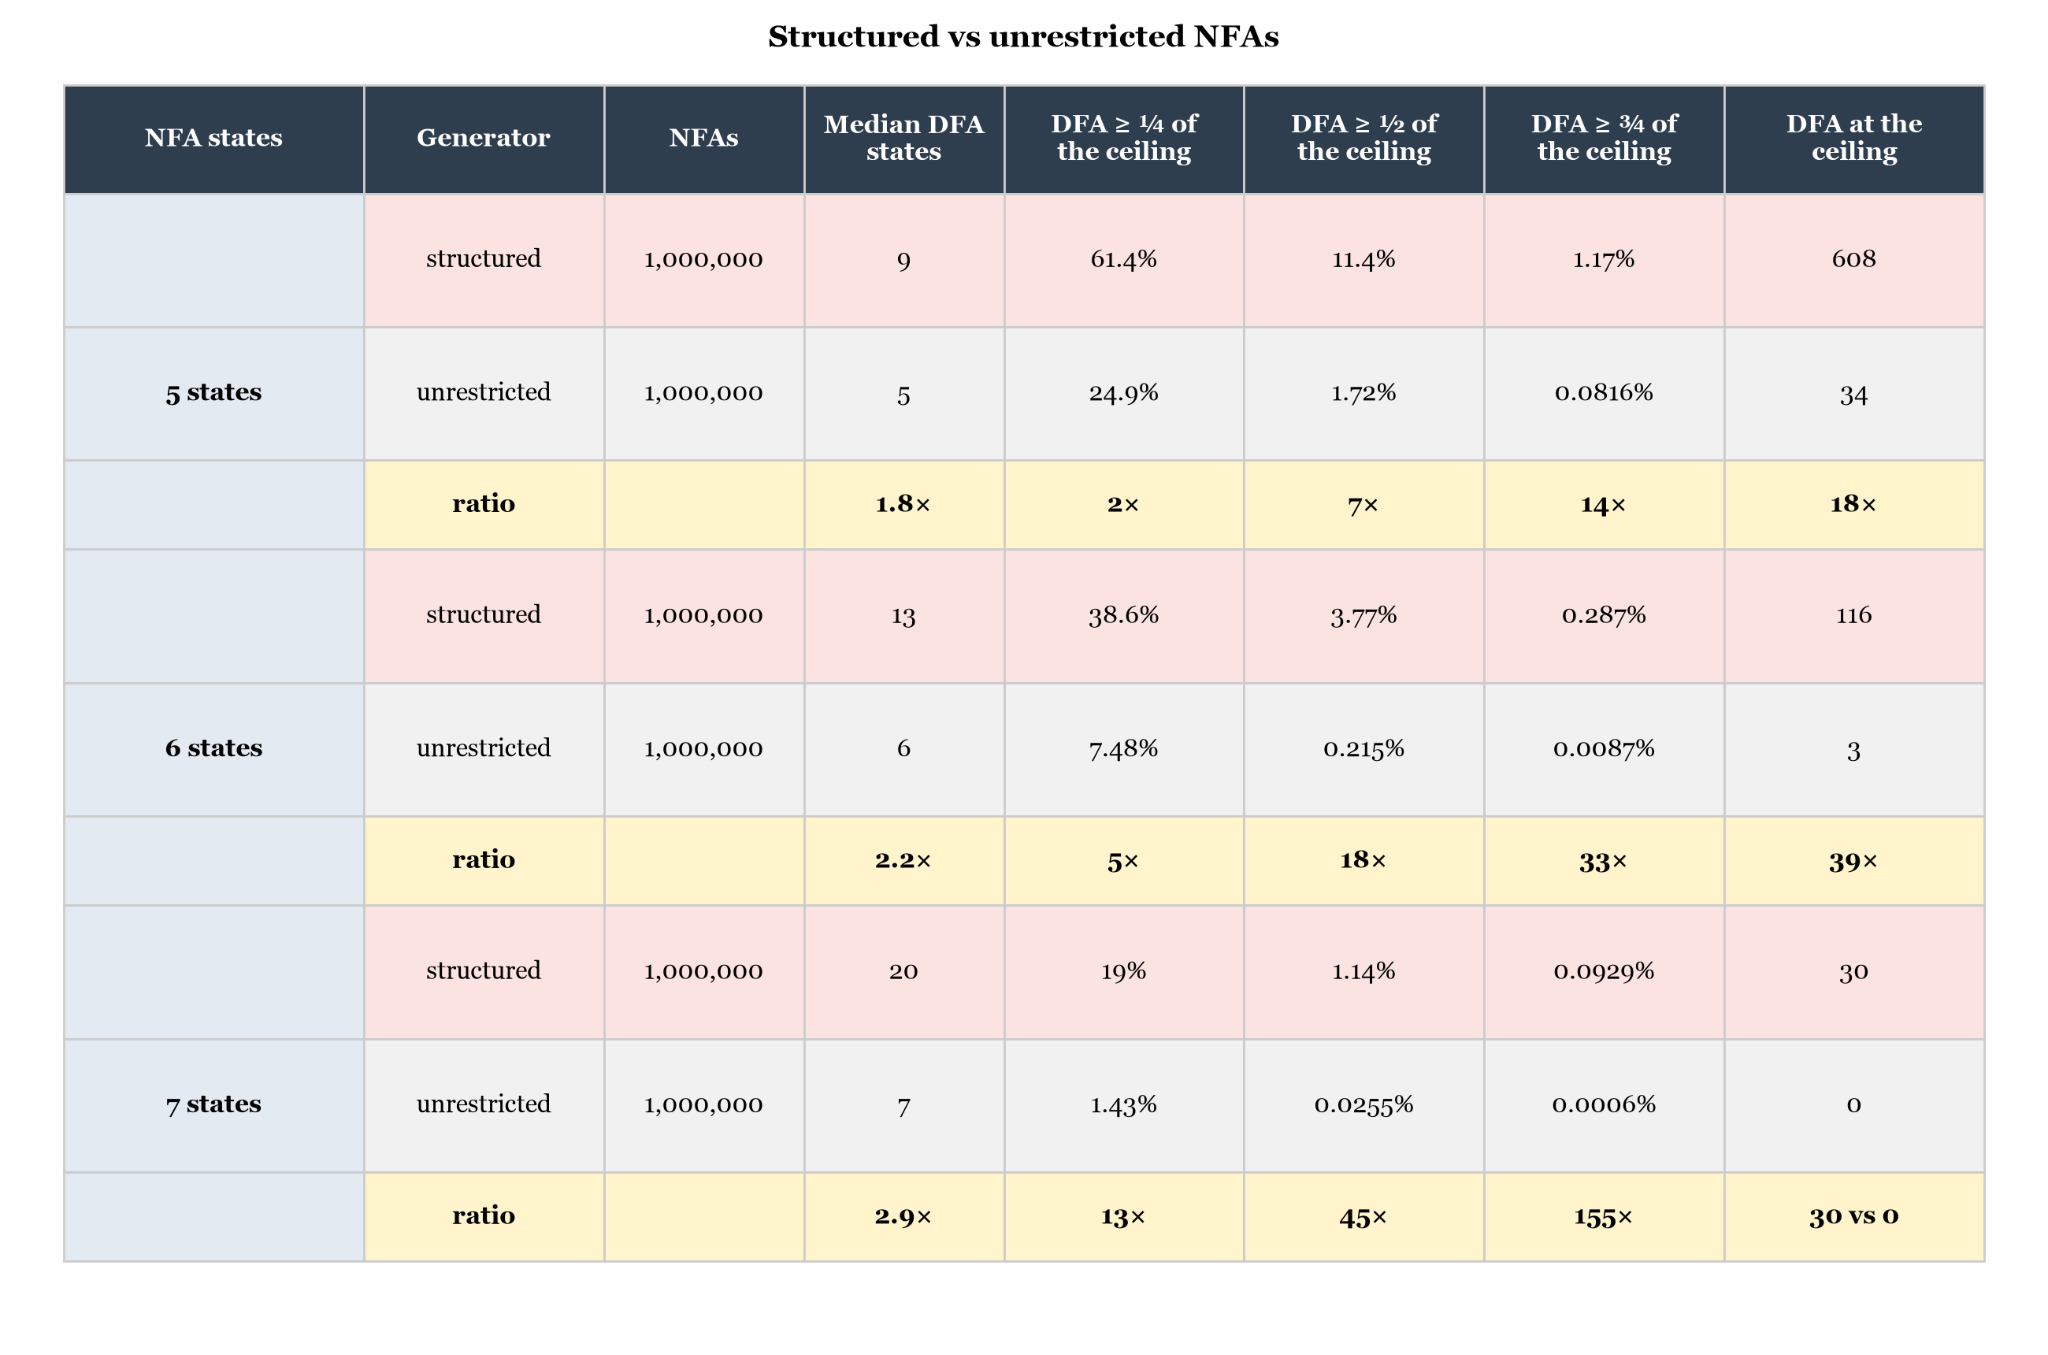 Structured vs unrestricted NFAs
NFA states Generator NFAs Median DFA states DFA ≥ ¼ of the ceiling DFA ≥ ½ of the ceiling DFA ≥ ¾ of the ceiling DFA at the ceiling
structured 1,000,000 9 61.4% 11.4% 1.17% 608
5 states unrestricted 1,000,000 5 24.9% 1.72% 0.0816% 34
ratio 1.8× 2× 7× 14× 18×
structured 1,000,000 13 38.6% 3.77% 0.287% 116
6 states unrestricted 1,000,000 6 7.48% 0.215% 0.0087% 3
ratio 2.2× 5× 18× 33× 39×
structured 1,000,000 20 19% 1.14% 0.0929% 30
7 states unrestricted 1,000,000 7 1.43% 0.0255% 0.0006% 0
ratio 2.9× 13× 45× 155× 30 vs 0